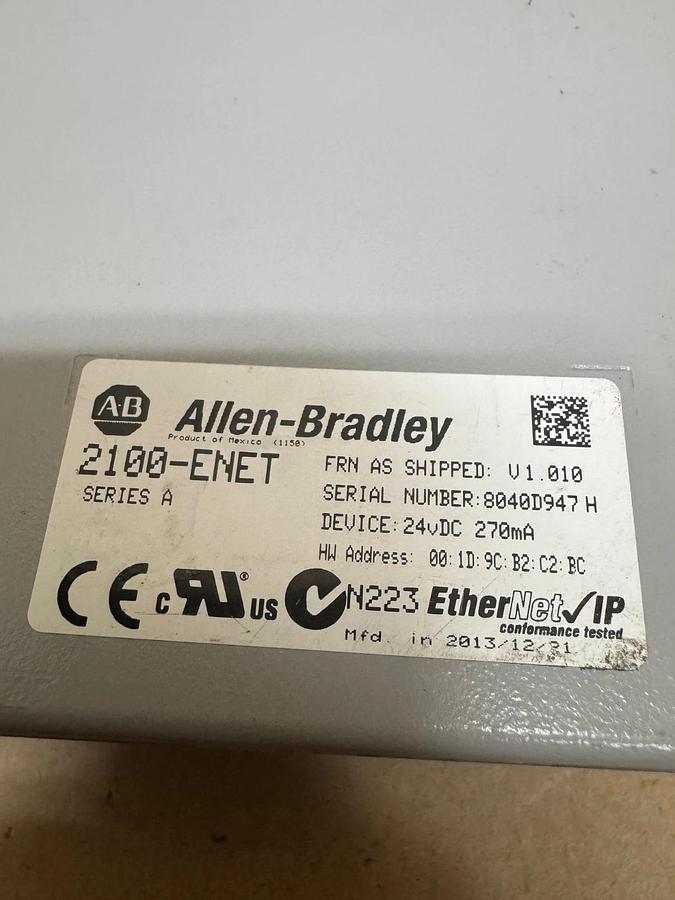 A-B
Allen-Bradley
Product of Mexico (1150)
2100-ENET
SERIES A
FRN AS SHIPPED: V1.010
SERIAL NUMBER:8040D947 H
DEVICE:24vDC 270mA
HW Address: 00:1D:9C:B2:C2:BC
CE
c RU ® US
N223
EtherNet/IP
conformance tested
Mfd. in 2013/12/21